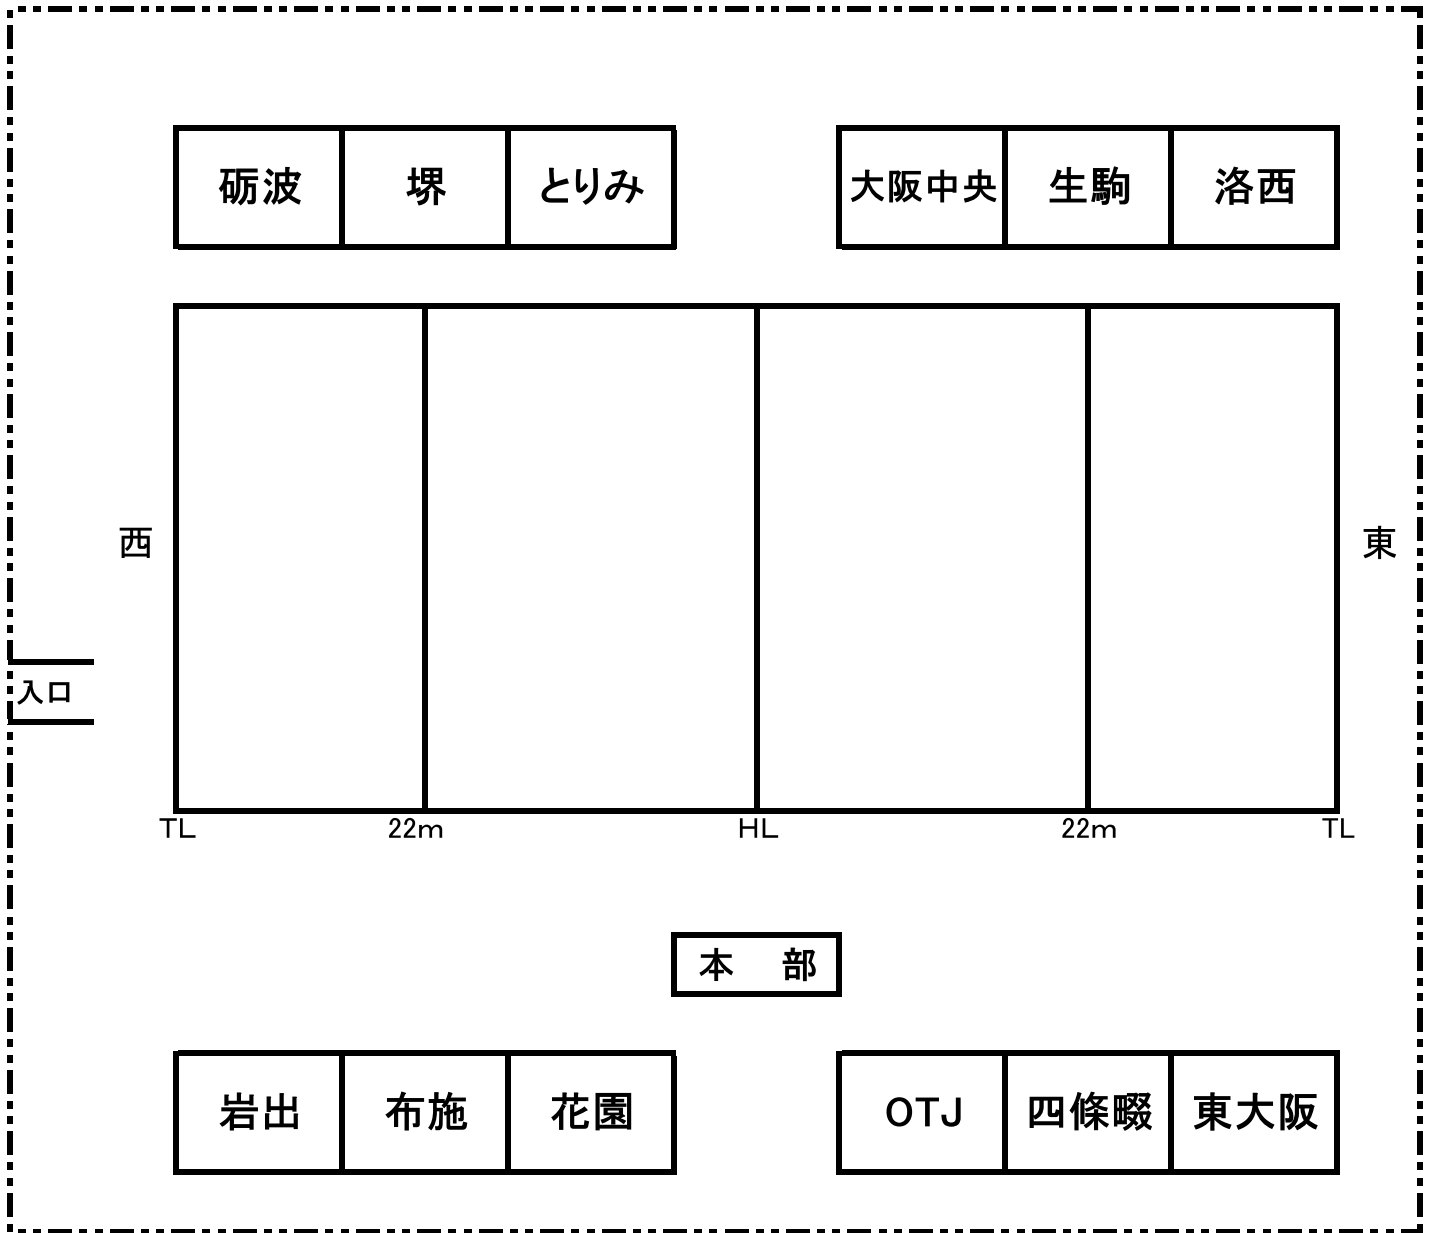 砺波 堺 とりみ 大阪中央 生駒 洛西
西 東
入口
TL 22m HL 22m TL
本 部
岩出 布施 花園 OTJ 四條畷 東大阪